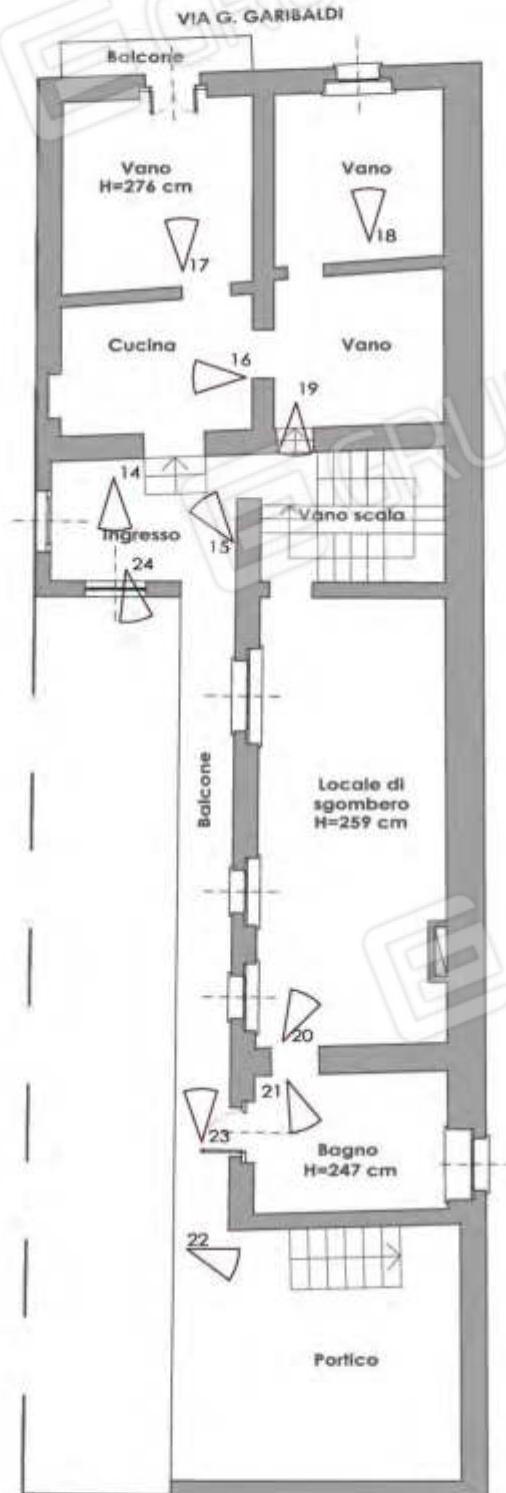 VIA G. GARIBALDI
Balcone
Vano
H=276 cm
Vano
17
18
Cucina
16
Vano
19
14
Ingresso
15
Vano scala
24
Balcone
Locale di
sgombero
H=259 cm
20
21
23
Bagno
H=247 cm
22
Portico